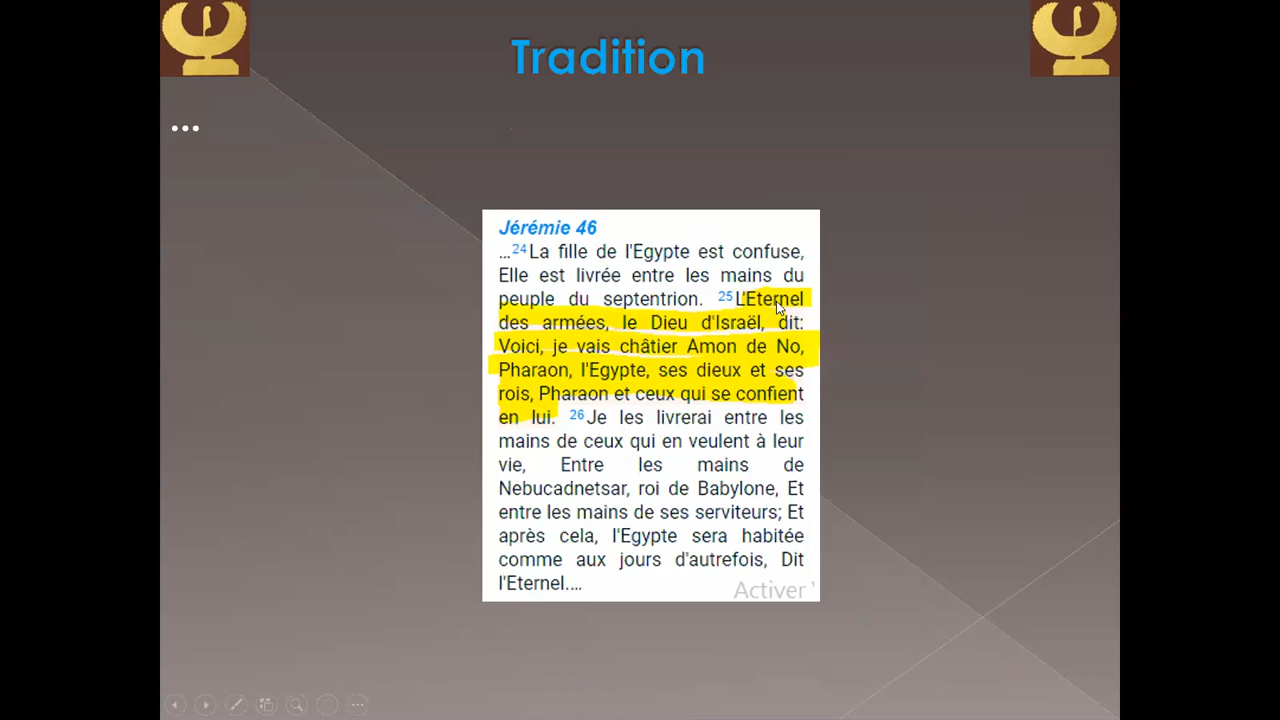 Tradition
...
Jérémie 46
...24La fille de l'Egypte est confuse,
Elle est livrée entre les mains du
peuple du septentrion. 25L'Eternel
des armées, le Dieu d'Israël, dit:
Voici, je vais châtier Amon de No,
Pharaon, l'Egypte, ses dieux et ses
rois, Pharaon et ceux qui se confient
en lui. 26Je les livrerai entre les
mains de ceux qui en veulent à leur
vie, Entre les mains de
Nebucadnetsar, roi de Babylone, Et
entre les mains de ses serviteurs; Et
après cela, l'Egypte sera habitée
comme aux jours d'autrefois, Dit
l'Eternel....
Activer